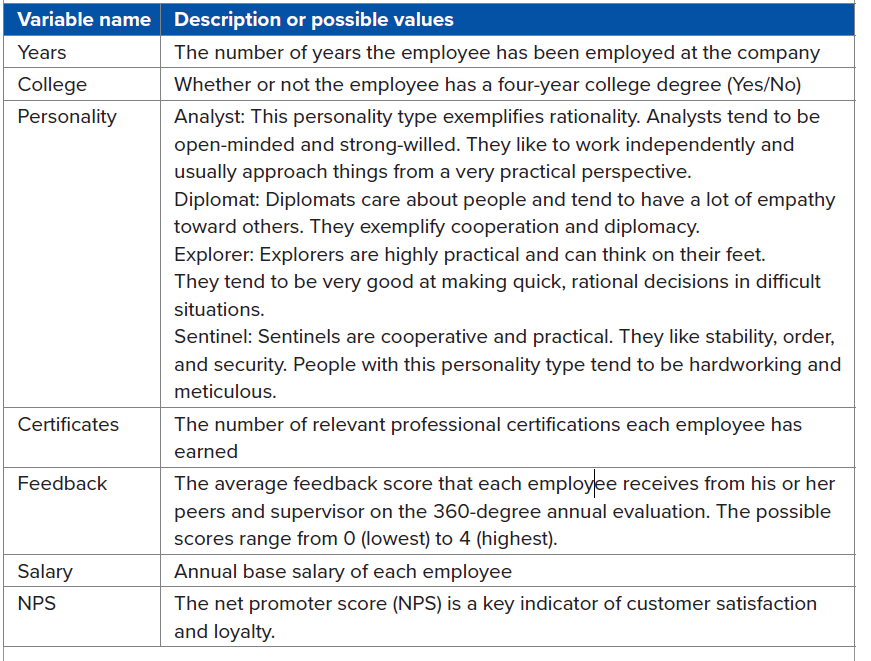 Variable name Description or possible values
Years The number of years the employee has been employed at the company
College Whether or not the employee has a four-year college degree (Yes/No)
Personality Analyst: This personality type exemplifies rationality. Analysts tend to be
open-minded and strong-willed. They like to work independently and
usually approach things from a very practical perspective.
Diplomat: Diplomats care about people and tend to have a lot of empathy
toward others. They exemplify cooperation and diplomacy.
Explorer: Explorers are highly practical and can think on their feet.
They tend to be very good at making quick, rational decisions in difficult
situations.
Sentinel: Sentinels are cooperative and practical. They like stability, order,
and security. People with this personality type tend to be hardworking and
meticulous.
Certificates The number of relevant professional certifications each employee has
earned
Feedback The average feedback score that each employee receives from his or her
peers and supervisor on the 360-degree annual evaluation. The possible
scores range from 0 (lowest) to 4 (highest).
Salary Annual base salary of each employee
NPS The net promoter score (NPS) is a key indicator of customer satisfaction
and loyalty.